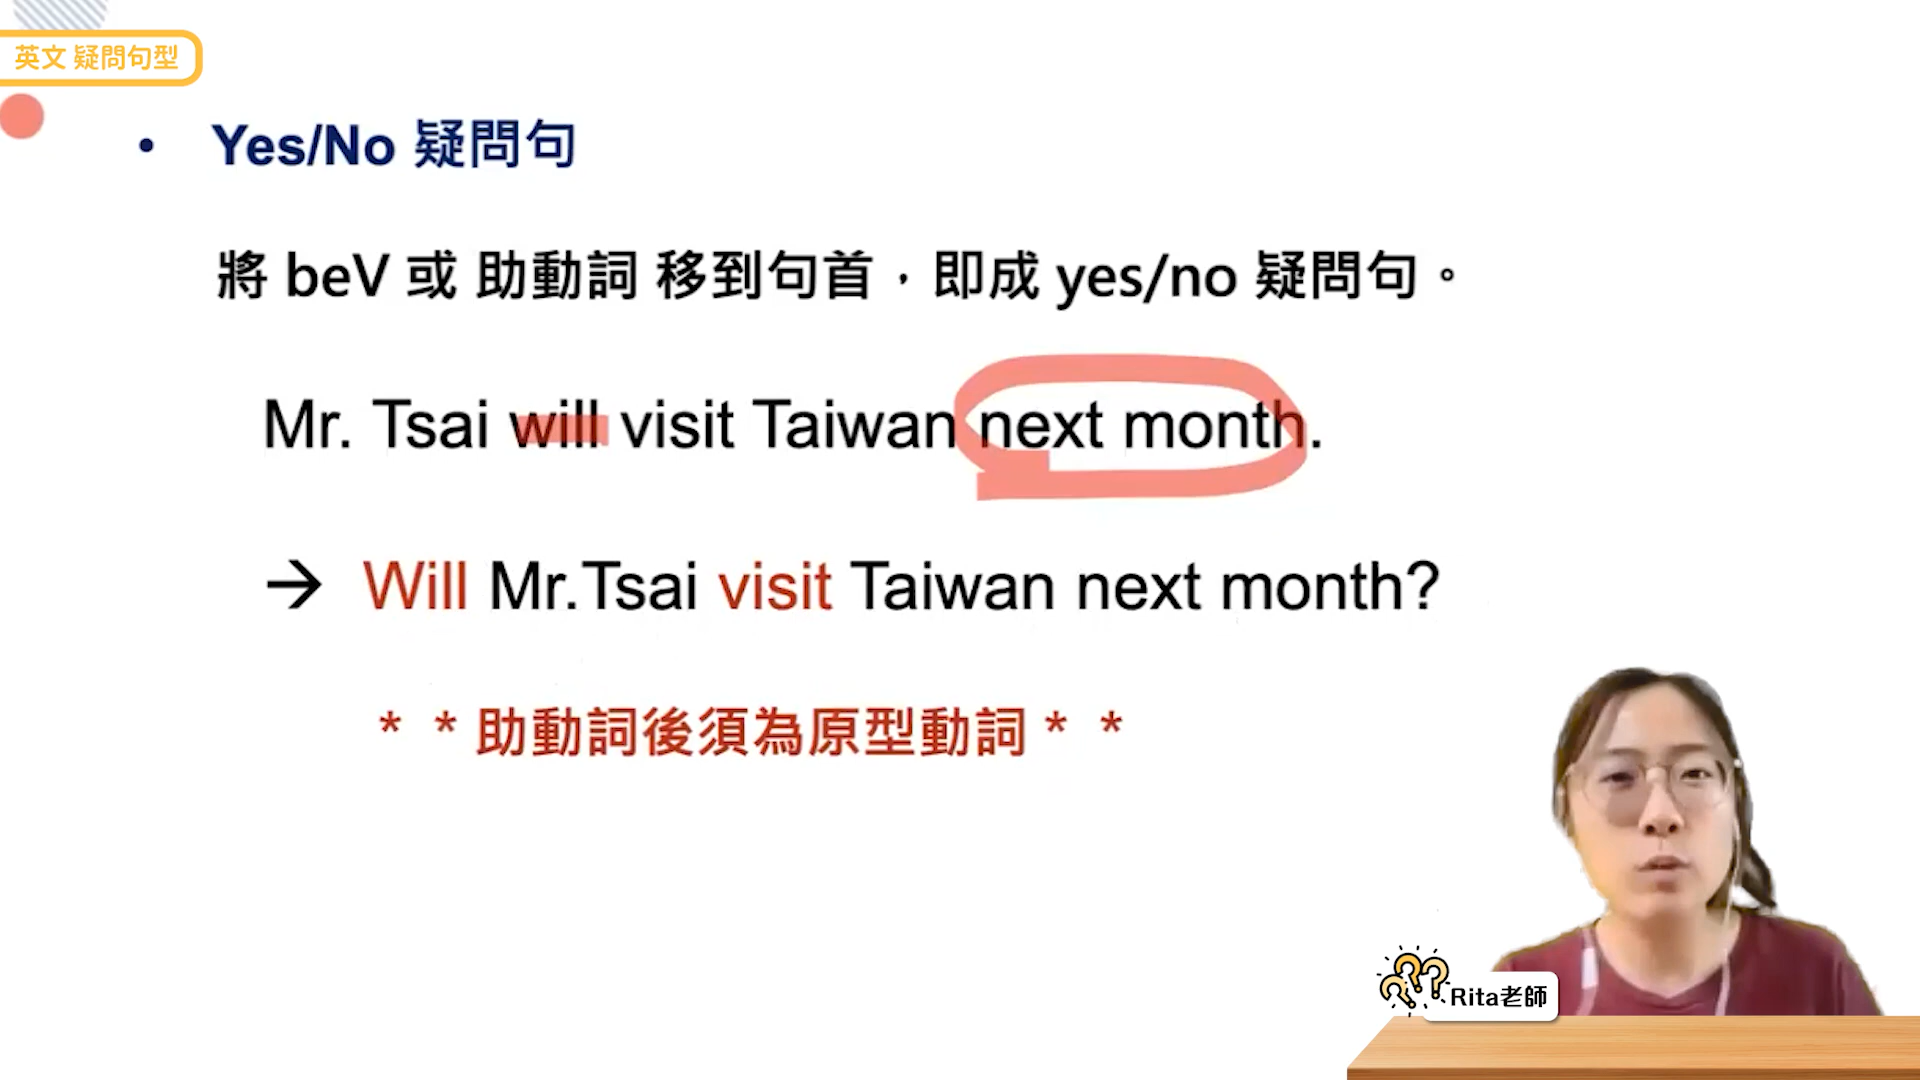 英文 疑問句型
• Yes/No 疑問句
將 beV 或 助動詞 移到句首，即成 yes/no 疑問句。
Mr. Tsai will visit Taiwan next month.
→ Will Mr.Tsai visit Taiwan next month?
* * 助動詞後須為原型動詞 * *
Rita老師